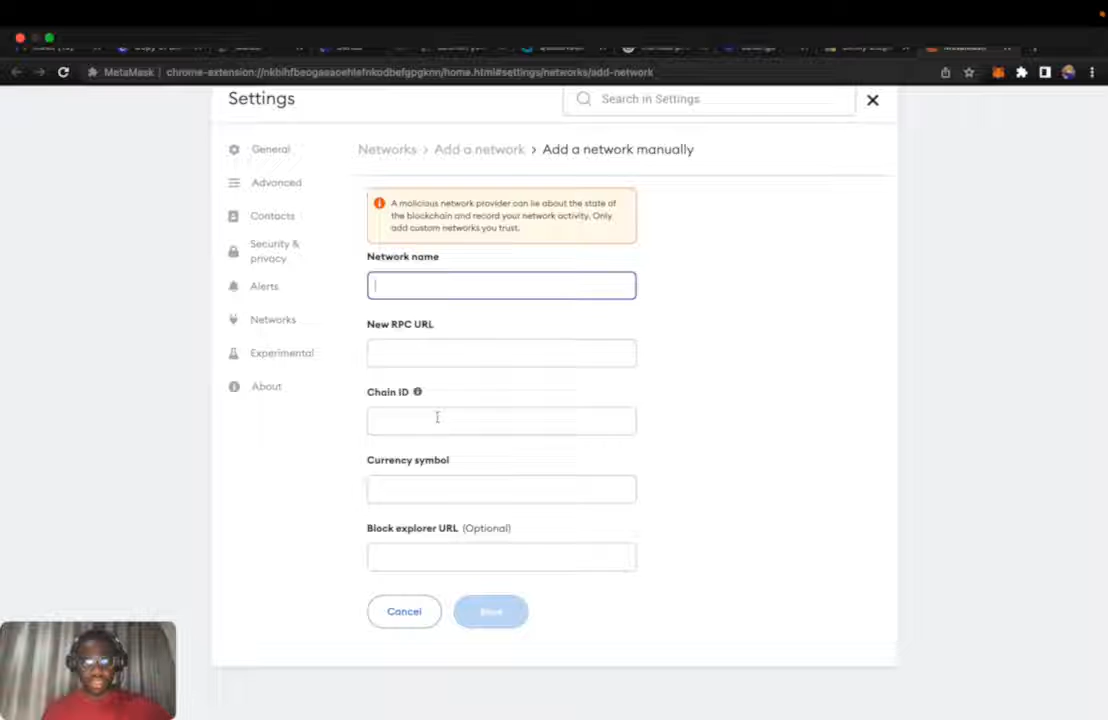 MetaMask | chrome-extension://nkbihfbeogaeaoehlefnkodbefgpgknn/home.html#settings/networks/add-network
Settings
Search in Settings
General
Networks > Add a network > Add a network manually
Advanced
Contacts
Security &
privacy
Alerts
Networks
Experimental
About
A malicious network provider can lie about the state of
the blockchain and record your network activity. Only
add custom networks you trust.
Network name
New RPC URL
Chain ID
Currency symbol
Block explorer URL (Optional)
Cancel
Save